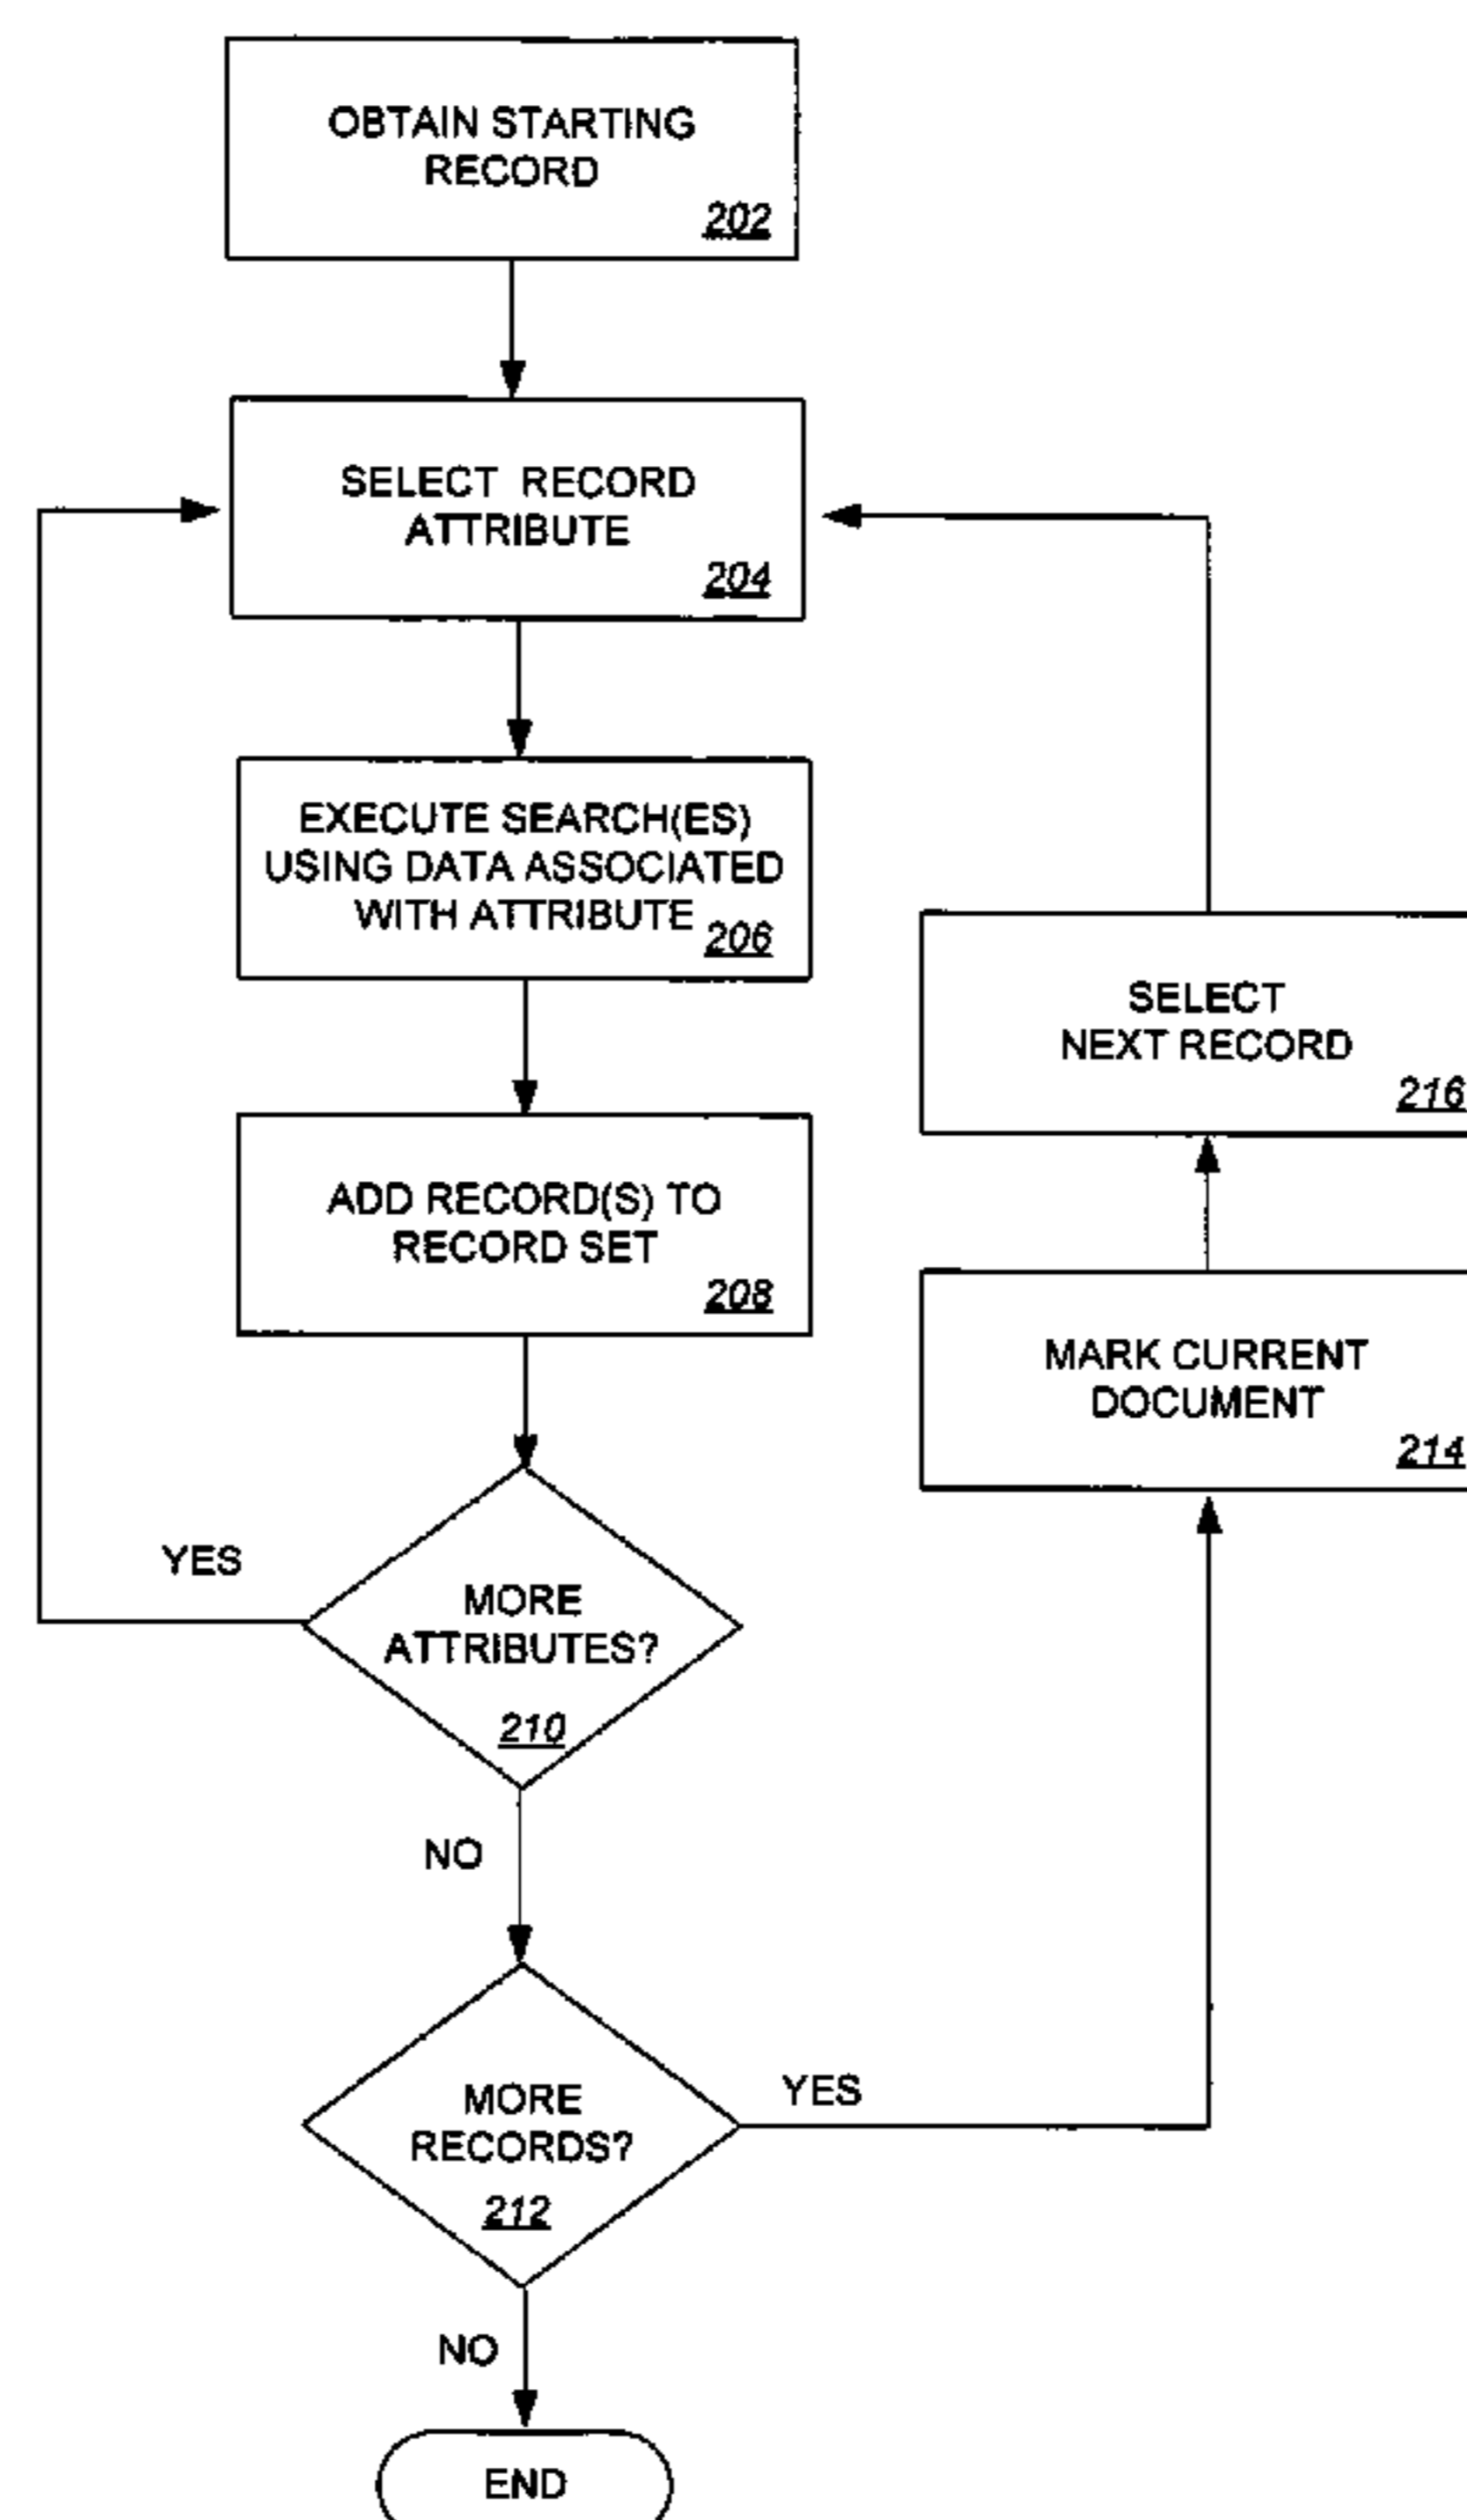 OBTAIN STARTING
RECORD
202
SELECT RECORD
ATTRIBUTE
204
EXECUTE SEARCH(ES)
USING DATA ASSOCIATED
WITH ATTRIBUTE
206
ADD RECORD(S) TO
RECORD SET
208
MORE
ATTRIBUTES?
210
YES
NO
MORE
RECORDS?
212
YES
NO
END
MARK CURRENT
DOCUMENT
214
SELECT
NEXT RECORD
216